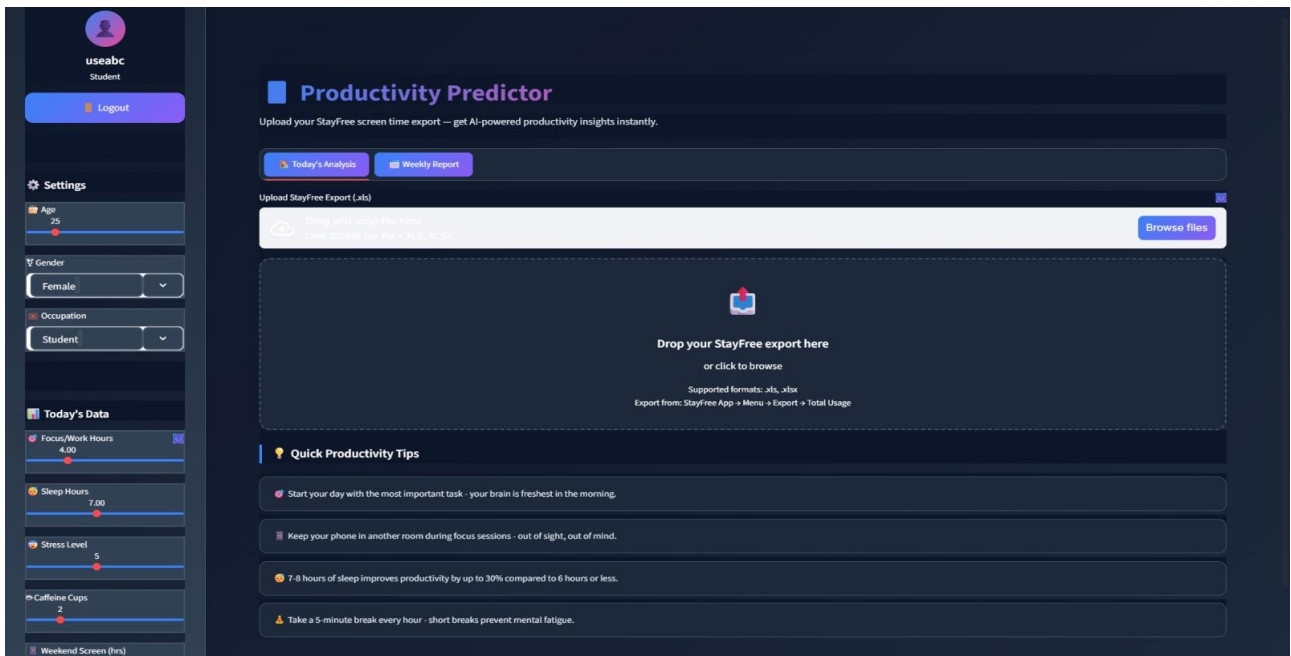 useabc
Student
Logout
Settings
Age
25
Gender
Female
Occupation
Student
Today's Data
Focus/Work Hours
4.00
Sleep Hours
7.00
Stress Level
5
Caffeine Cups
2
Weekend Screen (hrs)
Productivity Predictor
Upload your StayFree screen time export — get AI-powered productivity insights instantly.
Today's Analysis
Weekly Report
Upload StayFree Export (.xls)
Drag and drop file here
Browse files
Drop your StayFree export here
or click to browse
Supported formats: .xls, .xlsx
Export from: StayFree App → Menu → Export → Total Usage
Quick Productivity Tips
Start your day with the most important task - your brain is freshest in the morning.
Keep your phone in another room during focus sessions - out of sight, out of mind.
7-8 hours of sleep improves productivity by up to 30% compared to 6 hours or less.
Take a 5-minute break every hour - short breaks prevent mental fatigue.